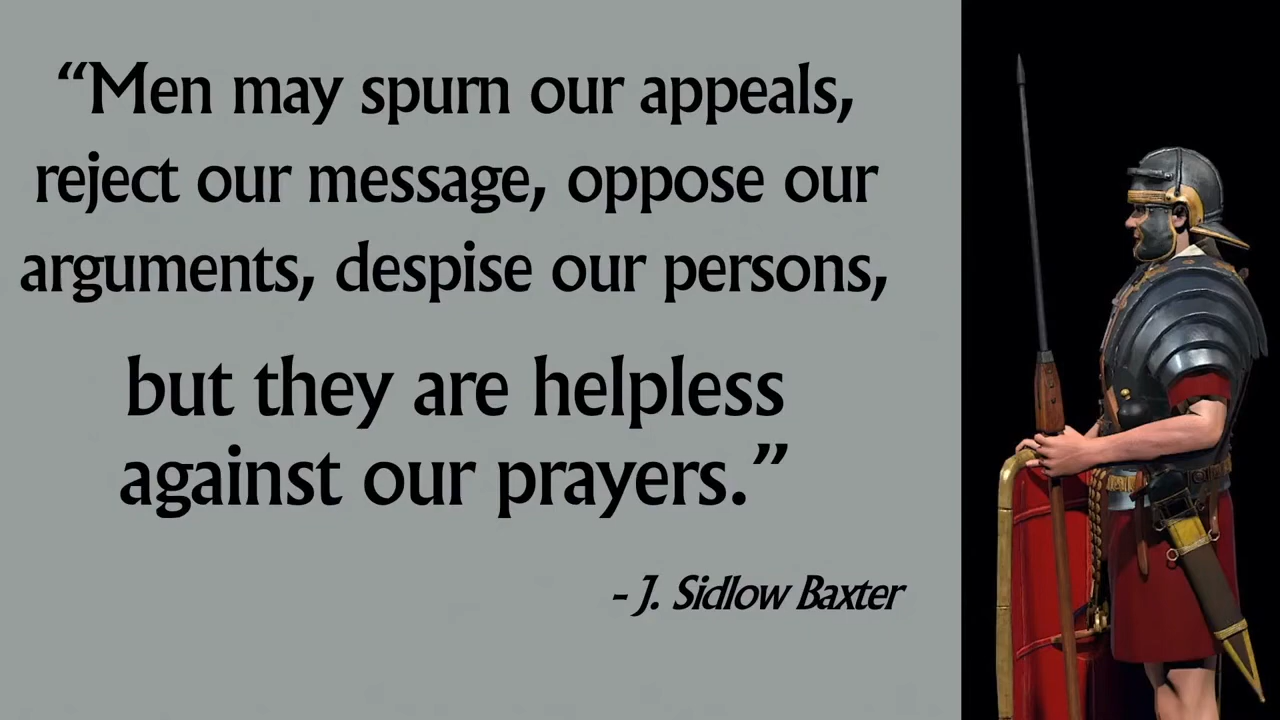 “Men may spurn our appeals,
reject our message, oppose our
arguments, despise our persons,
but they are helpless
against our prayers.”
- J. Sidlow Baxter